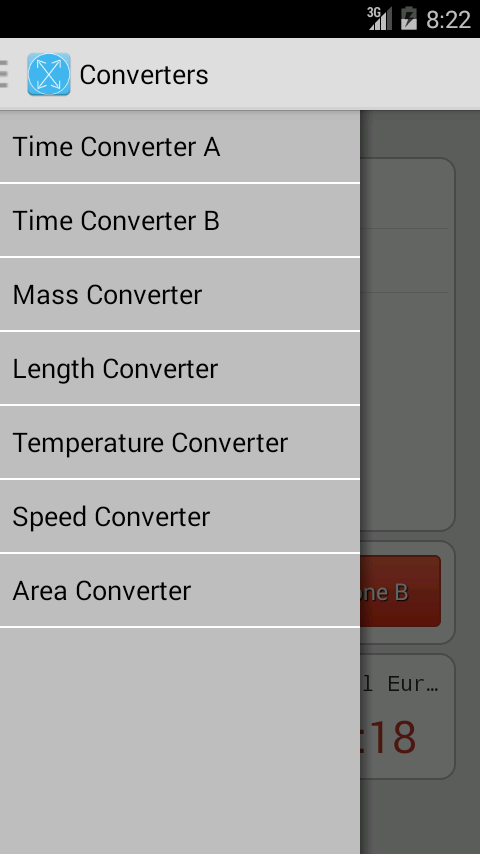 3G 8:22
Converters
Time Converter A
Time Converter B
Mass Converter
Length Converter
Temperature Converter
Speed Converter
Area Converter
one B
l Eur…
:18